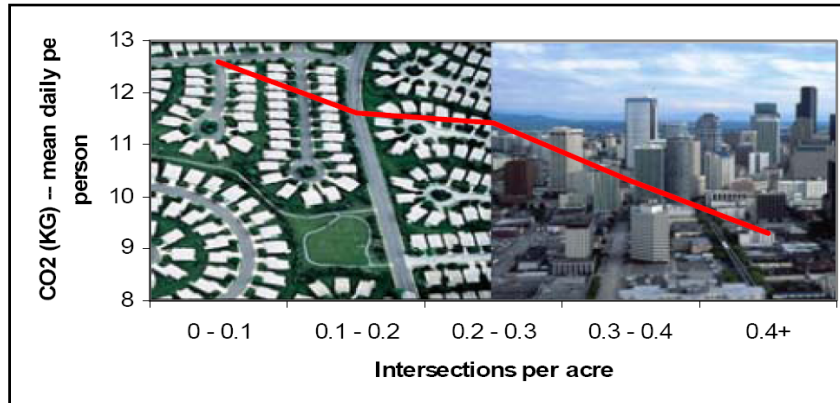 CO2 (KG) -- mean daily pe
person
13
12
11
10
9
8
0 - 0.1
0.1 - 0.2
0.2 - 0.3
0.3 - 0.4
0.4+
Intersections per acre